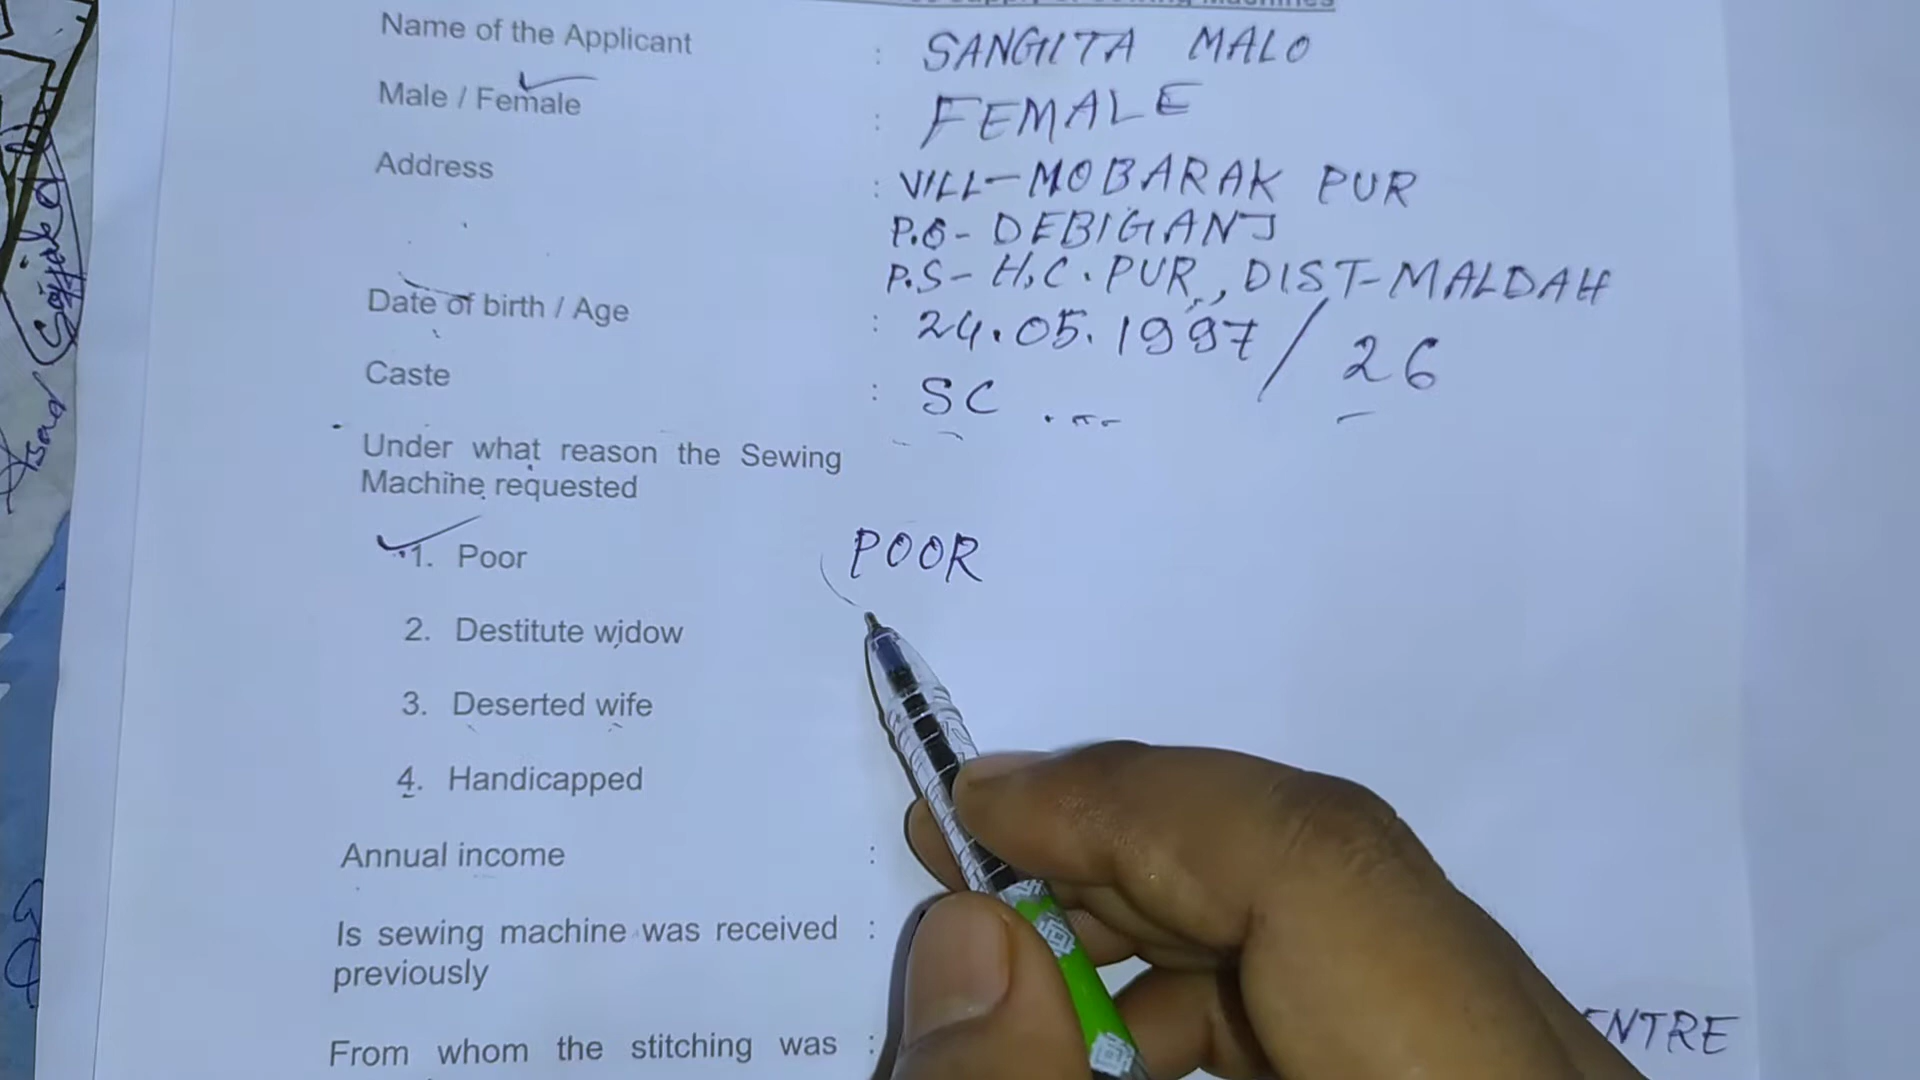 Name of the Applicant : SANGITA MALO
Male / Female : FEMALE
Address : VILL-MOBARAK PUR
P.O- DEBIGANJ
P.S- H.C. PUR, DIST-MALDAH
Date of birth / Age : 24.05.1997 / 26
Caste : SC
Under what reason the Sewing
Machine requested
1. Poor POOR
2. Destitute widow
3. Deserted wife
4. Handicapped
Annual income :
Is sewing machine was received :
previously
From whom the stitching was :